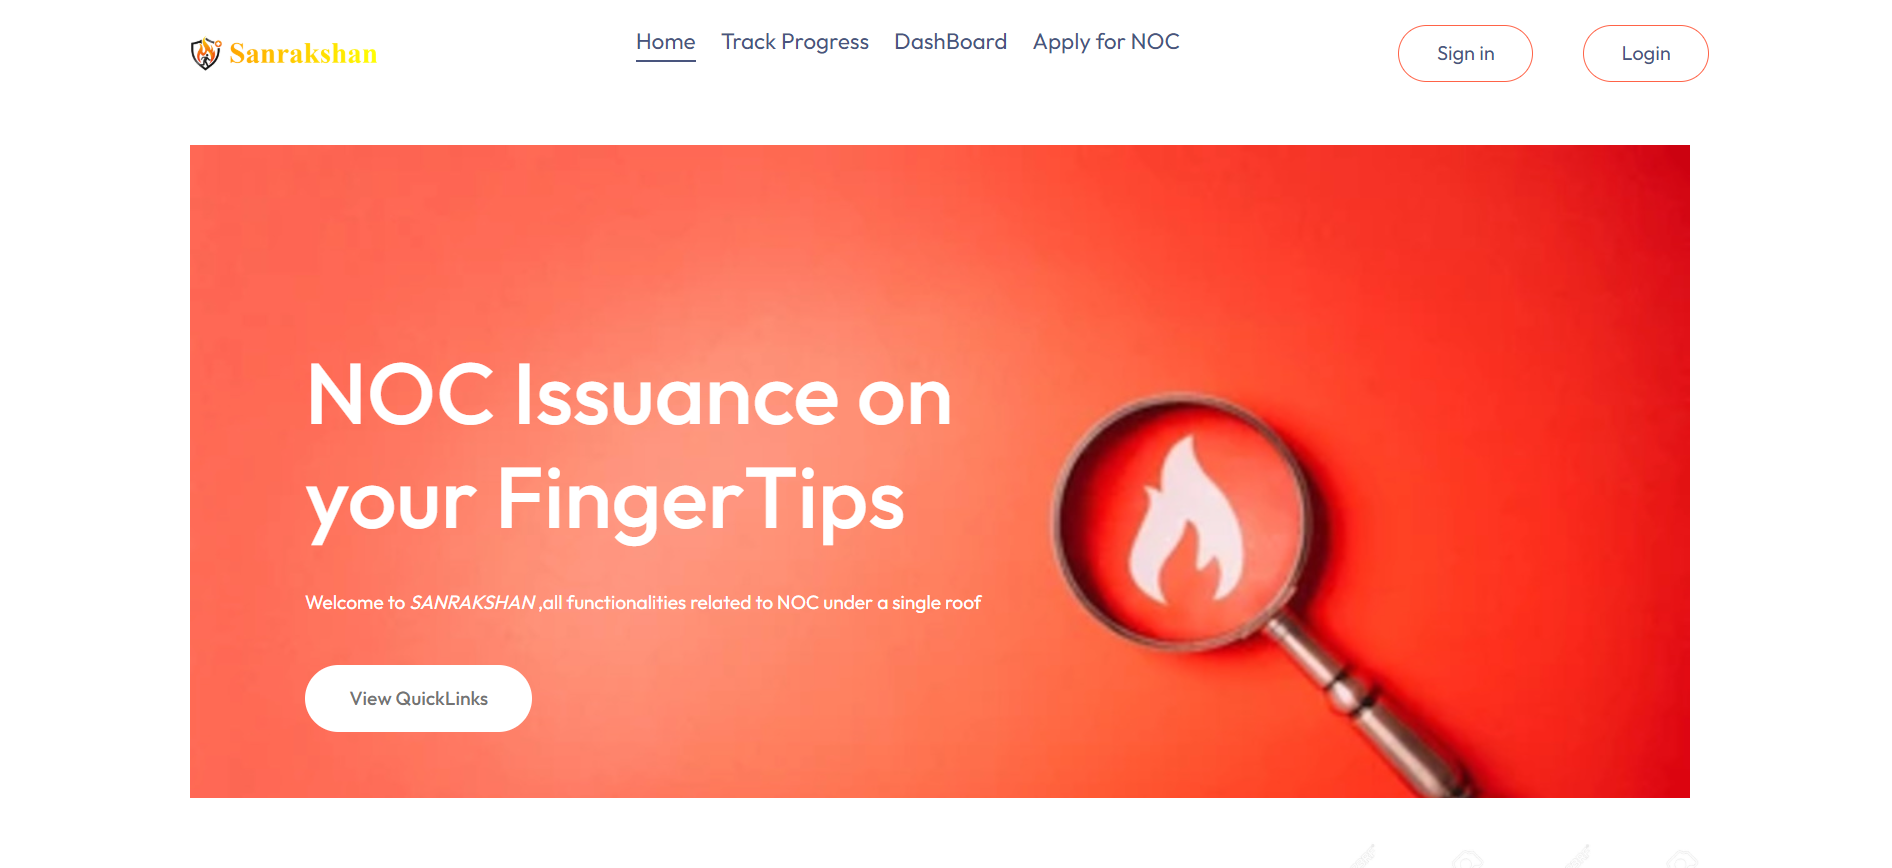 Sanrakshan
Home Track Progress DashBoard Apply for NOC
Sign in Login
NOC Issuance on
your FingerTips
Welcome to SANRAKSHAN ,all functionalities related to NOC under a single roof
View QuickLinks